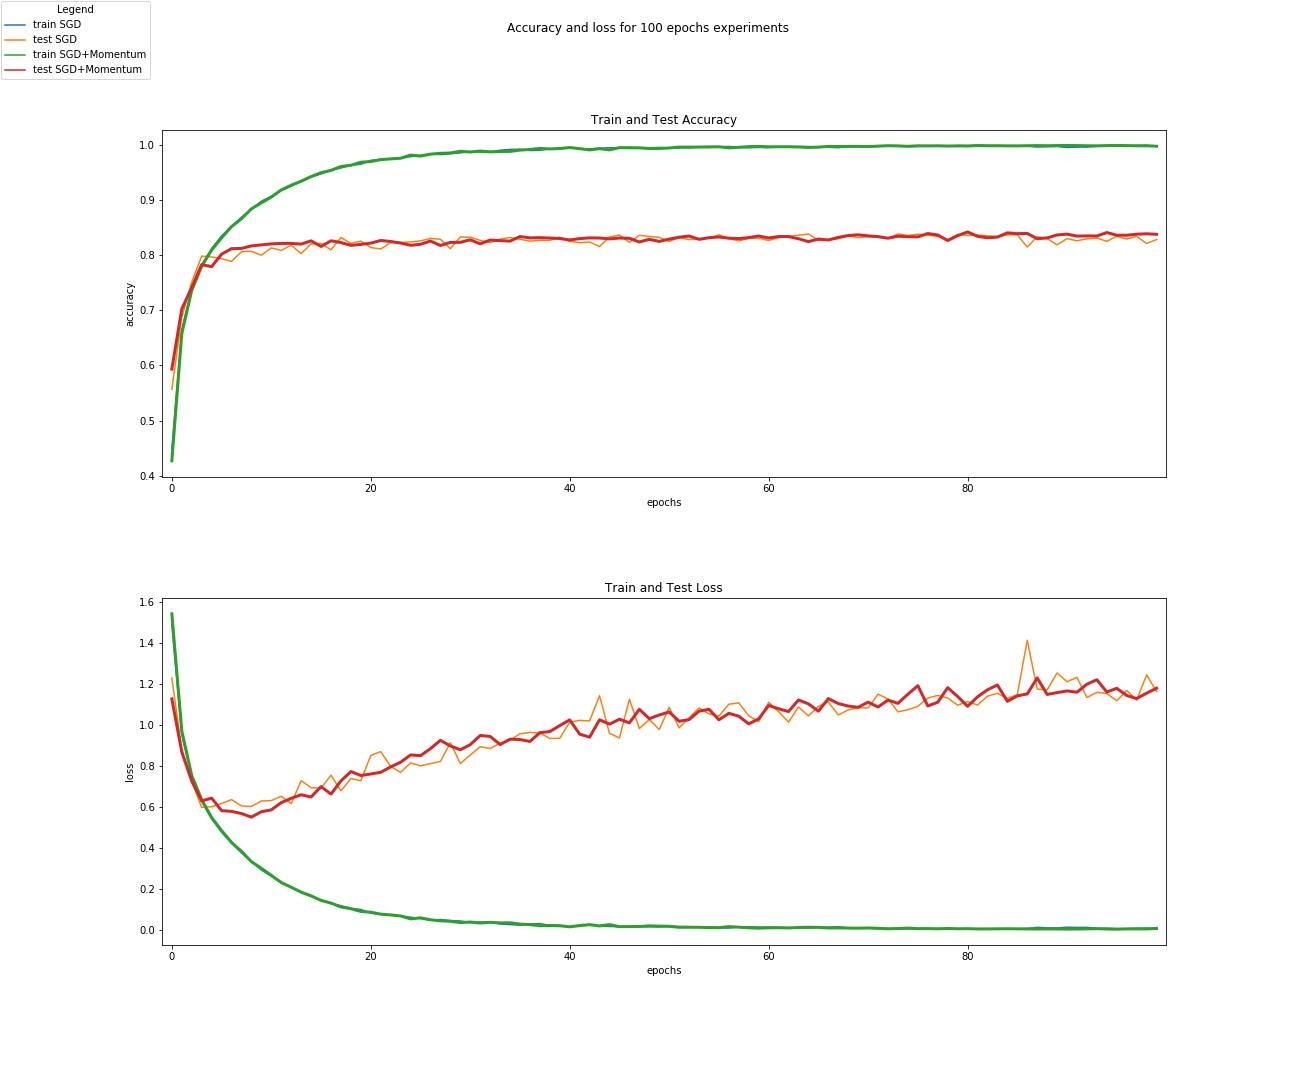 Legend
train SGD
test SGD
train SGD+Momentum
test SGD+Momentum
Accuracy and loss for 100 epochs experiments
Train and Test Accuracy
1.0
0.9
0.8
0.7
0.6
0.5
0.4
accuracy
0 20 40 60 80
epochs
Train and Test Loss
1.6
1.4
1.2
1.0
0.8
0.6
0.4
0.2
0.0
loss
0 20 40 60 80
epochs